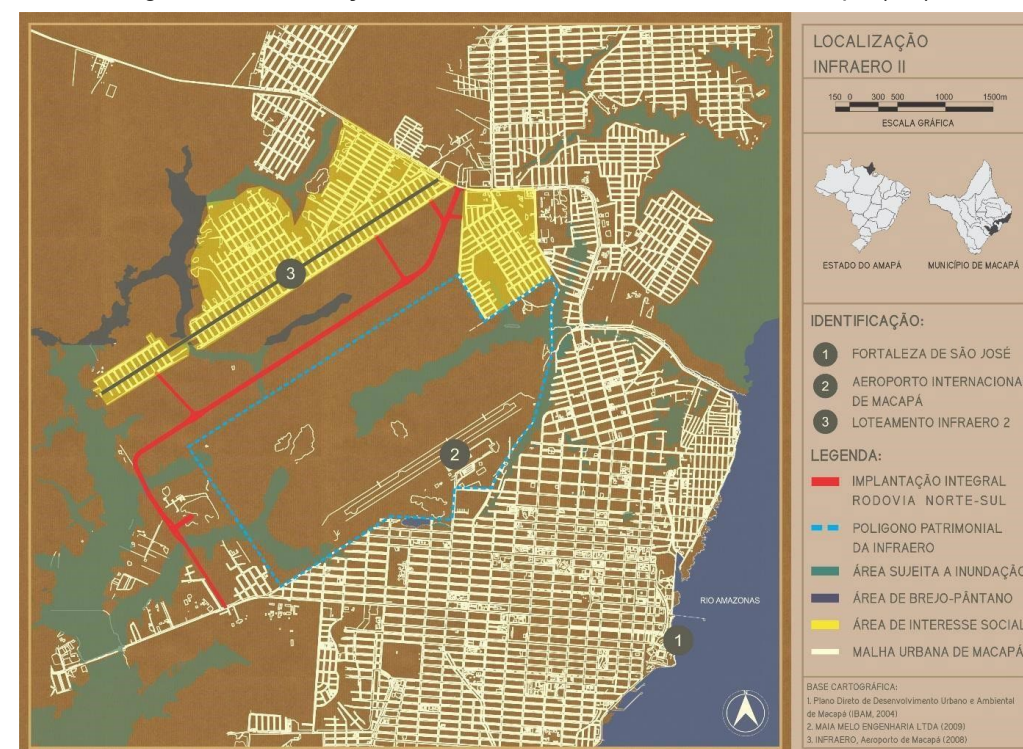 LOCALIZAÇÃO
INFRAERO II
150 0 300 500 1000 1500m
ESCALA GRÁFICA
ESTADO DO AMAPÁ
MUNICÍPIO DE MACAPÁ
IDENTIFICAÇÃO:
1 FORTALEZA DE SÃO JOSÉ
2 AEROPORTO INTERNACIONA
DE MACAPÁ
3 LOTEAMENTO INFRAERO 2
LEGENDA:
IMPLANTAÇÃO INTEGRAL
RODOVIA NORTE-SUL
POLIGONO PATRIMONIAL
DA INFRAERO
ÁREA SUJEITA A INUNDAÇÃO
ÁREA DE BREJO-PÂNTANO
ÁREA DE INTERESSE SOCIAL
MALHA URBANA DE MACAPÁ
BASE CARTOGRÁFICA:
1. Plano Direto de Desenvolvimento Urbano e Ambiental
de Macapá (IBAM, 2004)
2. MAIA MELO ENGENHARIA LTDA (2009)
3. INFRAERO, Aeroporto de Macapá (2008)
3
2
RIO AMAZONAS
1